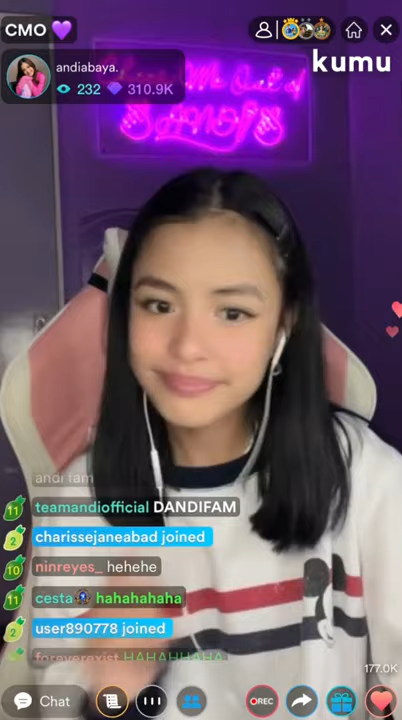 CMO 💜
kumu
andiabaya.
232 310.9K
andi fam
11 teamandiofficial DANDIFAM
2 charissejaneabad joined
10 ninreyes_ hehehe
11 cesta hahahahaha
2 user890778 joined
foreverexist HAHAHHAHA
177.0K
Chat
REC